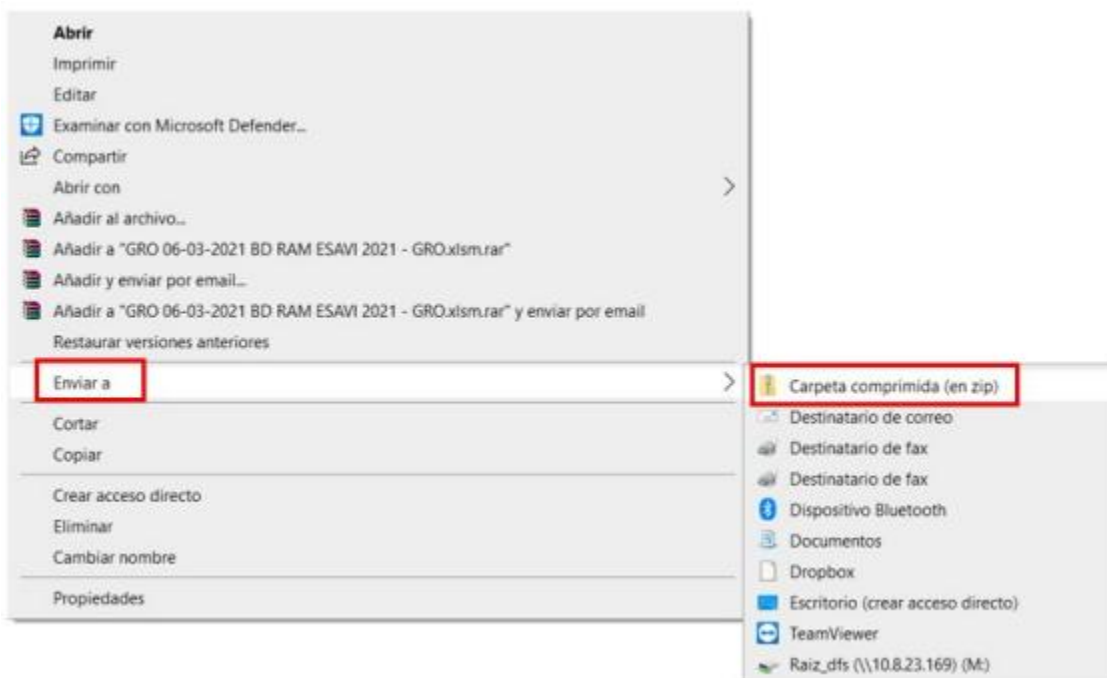 Abrir
Imprimir
Editar
Examinar con Microsoft Defender...
Compartir
Abrir con
Añadir al archivo...
Añadir a "GRO 06-03-2021 BD RAM ESAVI 2021 - GRO.xlsm.rar"
Añadir y enviar por email...
Añadir a "GRO 06-03-2021 BD RAM ESAVI 2021 - GRO.xlsm.rar" y enviar por email
Restaurar versiones anteriores
Enviar a
Cortar
Copiar
Crear acceso directo
Eliminar
Cambiar nombre
Propiedades
Carpeta comprimida (en zip)
Destinatario de correo
Destinatario de fax
Destinatario de fax
Dispositivo Bluetooth
Documentos
Dropbox
Escritorio (crear acceso directo)
TeamViewer
Raiz_dfs (\\10.8.23.169) (M:)